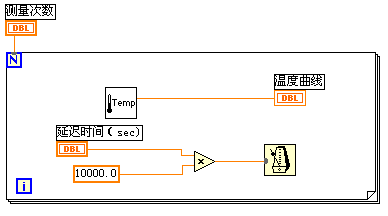 测量次数
DBL
N
温度曲线
Temp
DBL
延迟时间(sec)
DBL
×
10000.0
i